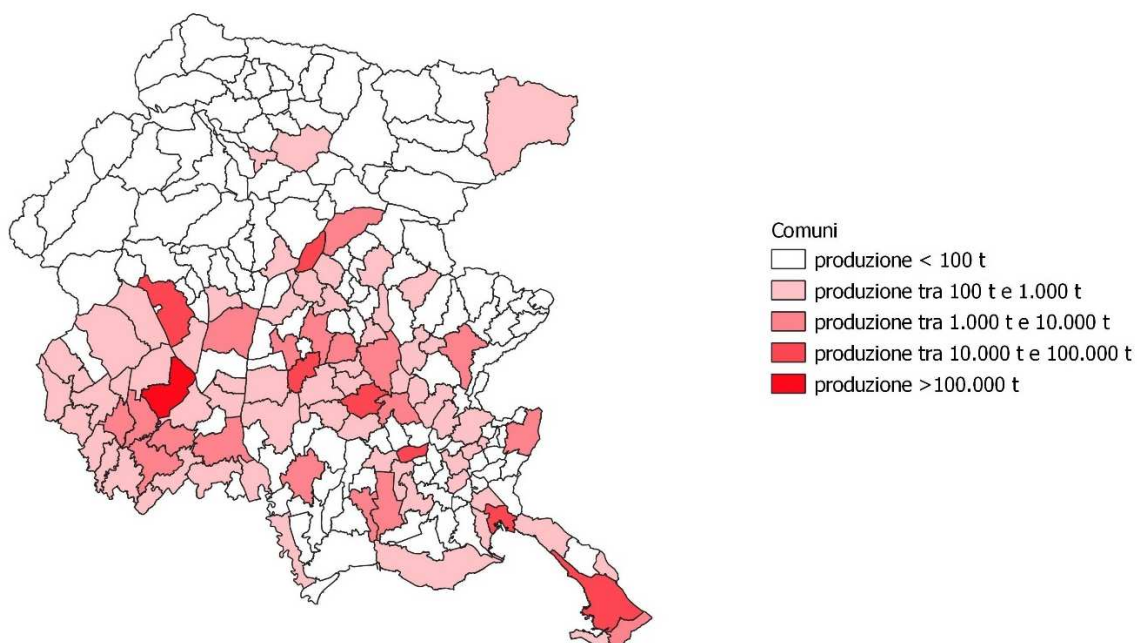 Comuni
produzione < 100 t
produzione tra 100 t e 1.000 t
produzione tra 1.000 t e 10.000 t
produzione tra 10.000 t e 100.000 t
produzione >100.000 t